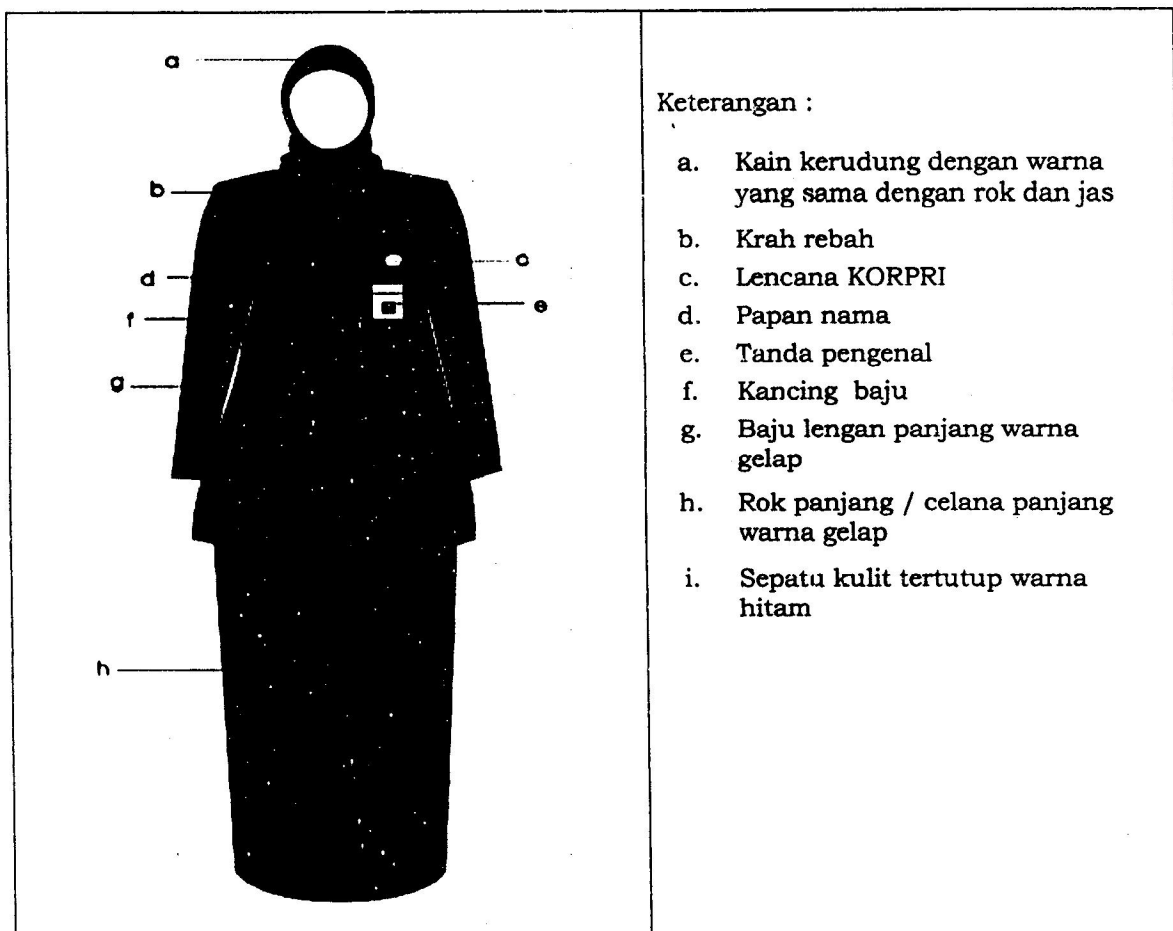 a
b
c
d
e
f
g
h
Keterangan :
a. Kain kerudung dengan warna
yang sama dengan rok dan jas
b. Krah rebah
c. Lencana KORPRI
d. Papan nama
e. Tanda pengenal
f. Kancing baju
g. Baju lengan panjang warna
gelap
h. Rok panjang / celana panjang
warna gelap
i. Sepatu kulit tertutup warna
hitam